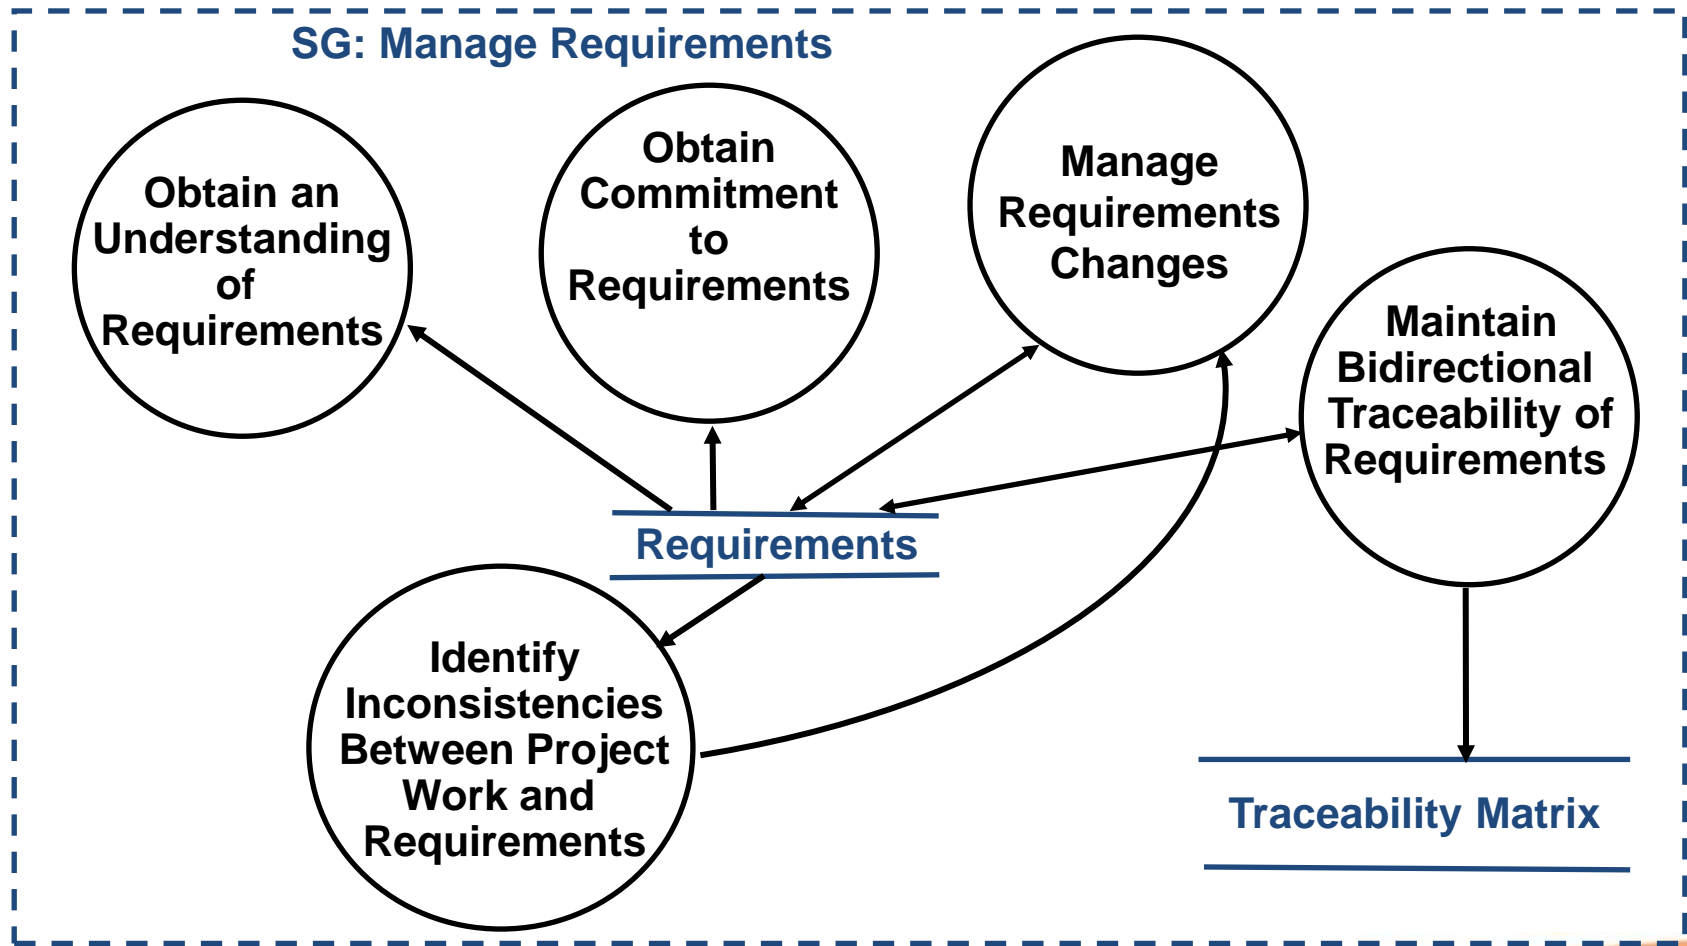 SG: Manage Requirements
Obtain an
Understanding
of
Requirements
Obtain
Commitment
to
Requirements
Manage
Requirements
Changes
Maintain
Bidirectional
Traceability of
Requirements
Requirements
Identify
Inconsistencies
Between Project
Work and
Requirements
Traceability Matrix